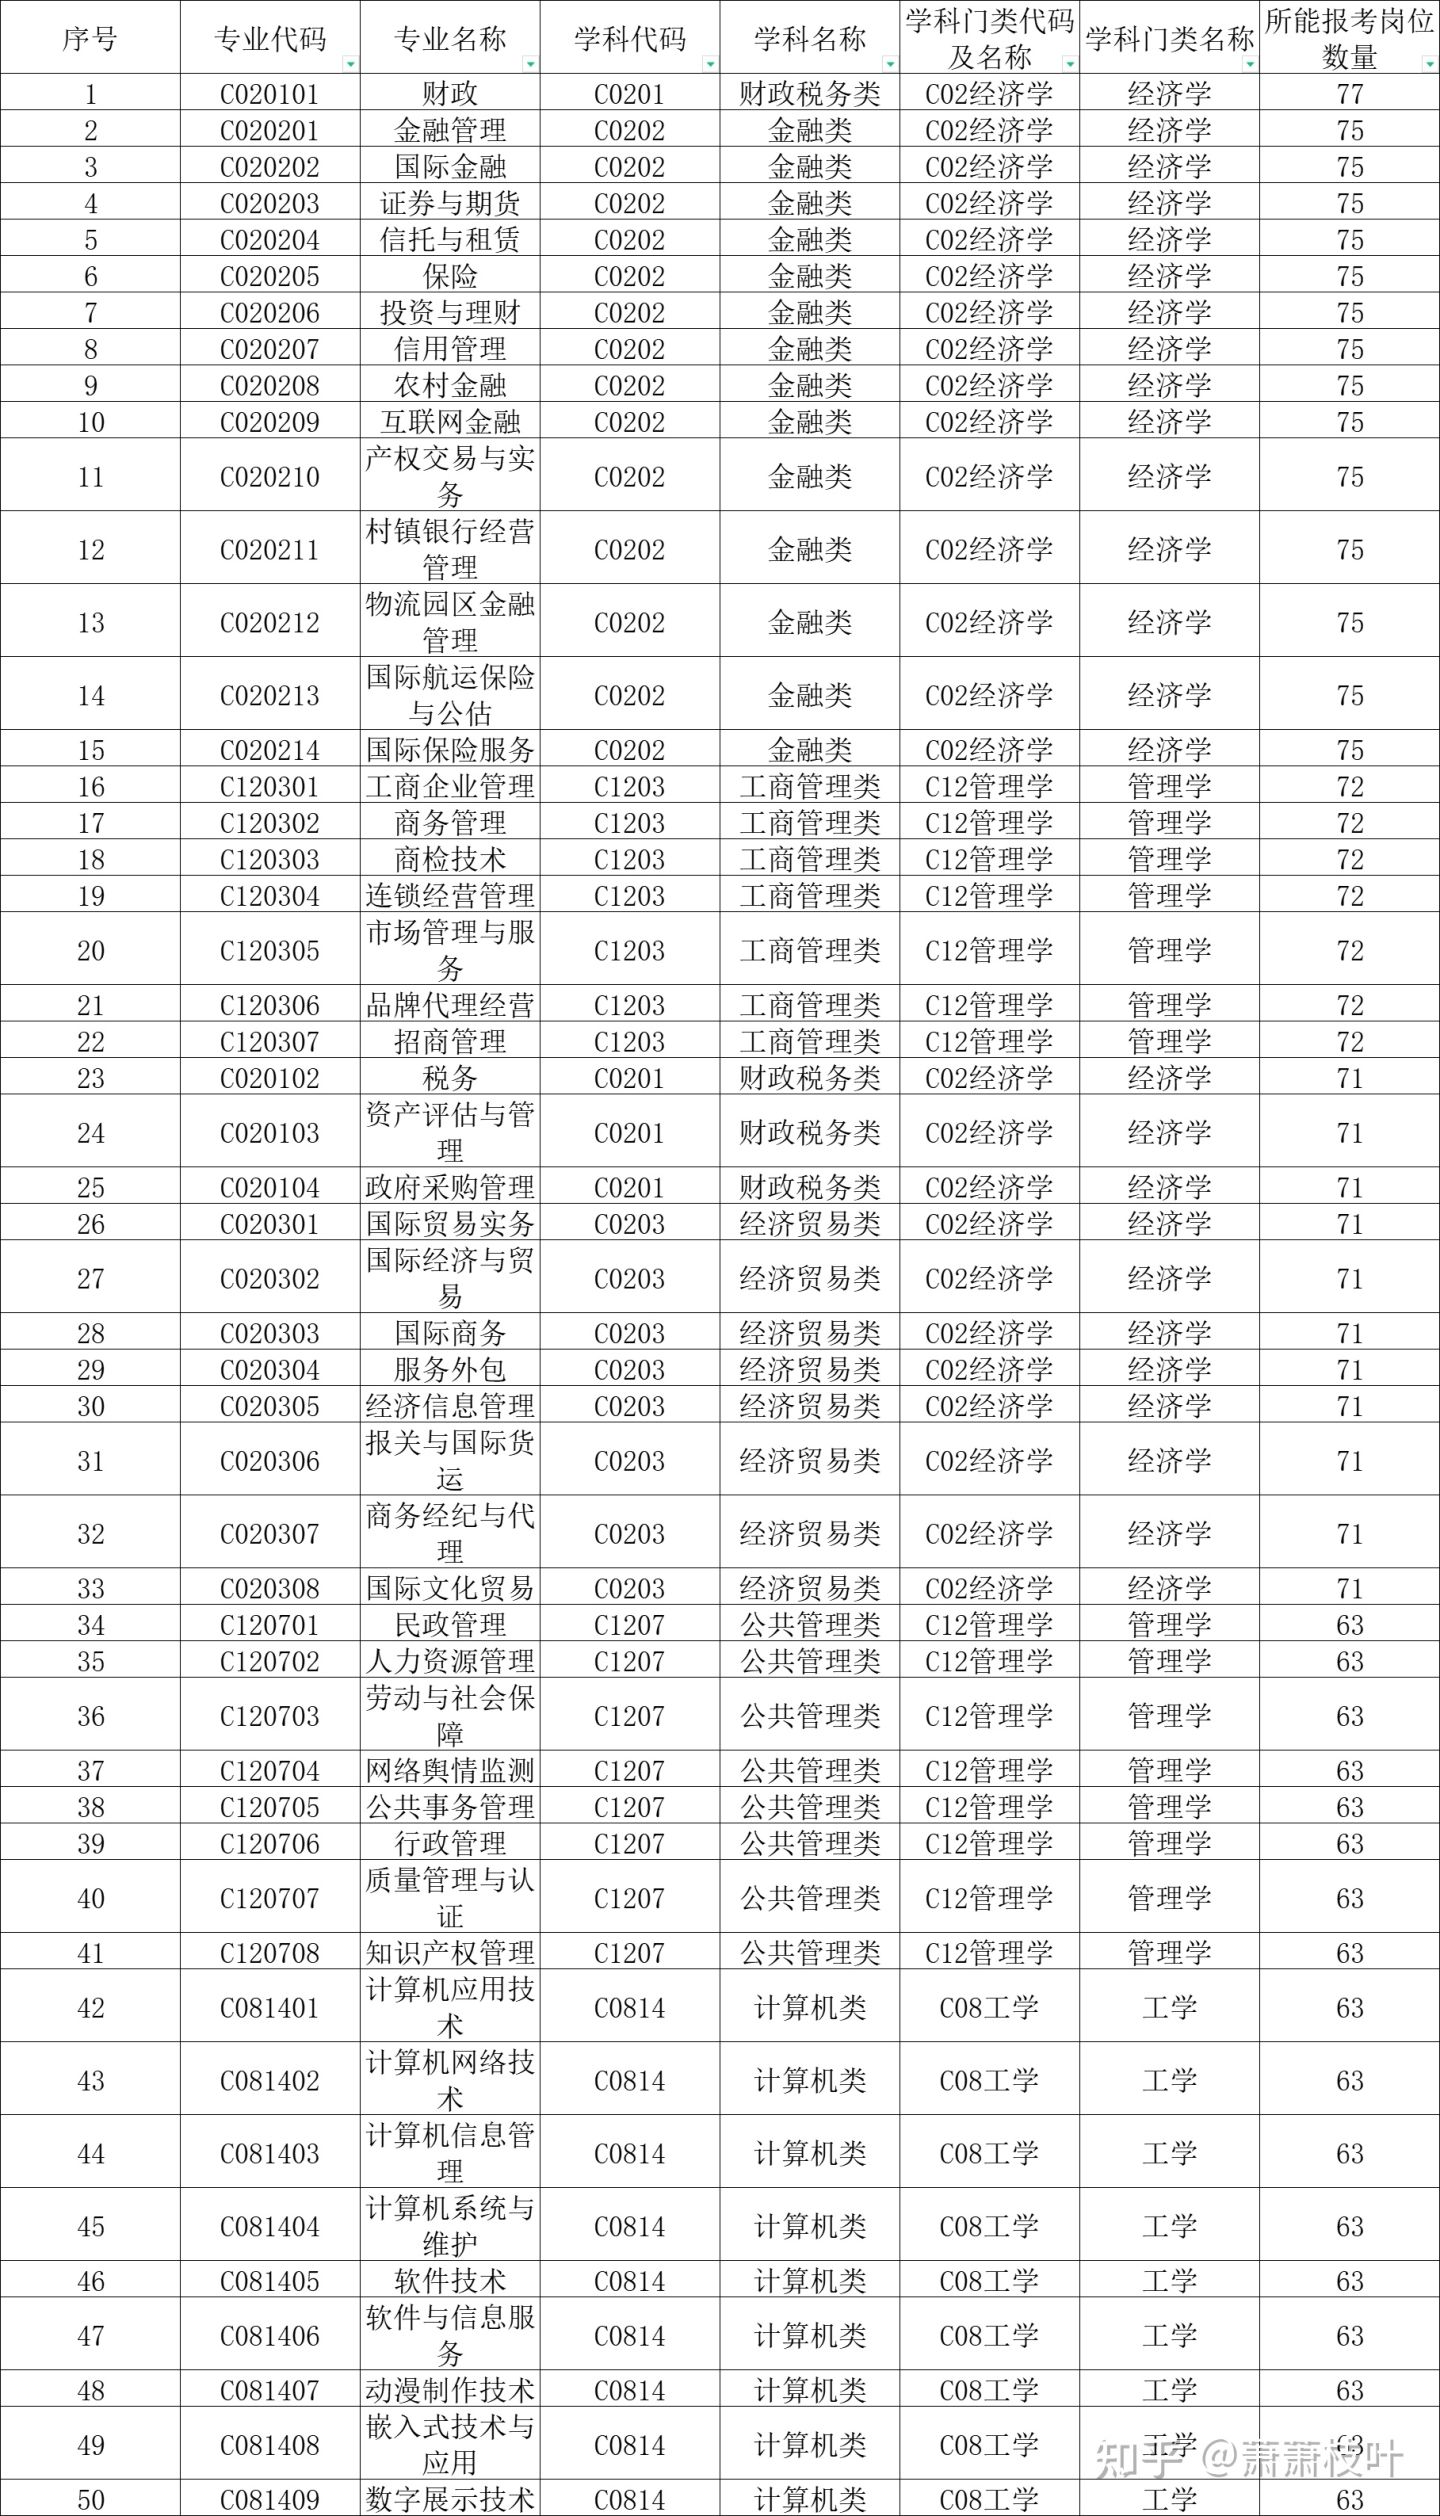 序号 专业代码 专业名称 学科代码 学科名称 学科门类代码及名称 学科门类名称 所能报考岗位数量
1 C020101 财政 C0201 财政税务类 C02经济学 经济学 77
2 C020201 金融管理 C0202 金融类 C02经济学 经济学 75
3 C020202 国际金融 C0202 金融类 C02经济学 经济学 75
4 C020203 证券与期货 C0202 金融类 C02经济学 经济学 75
5 C020204 信托与租赁 C0202 金融类 C02经济学 经济学 75
6 C020205 保险 C0202 金融类 C02经济学 经济学 75
7 C020206 投资与理财 C0202 金融类 C02经济学 经济学 75
8 C020207 信用管理 C0202 金融类 C02经济学 经济学 75
9 C020208 农村金融 C0202 金融类 C02经济学 经济学 75
10 C020209 互联网金融 C0202 金融类 C02经济学 经济学 75
11 C020210 产权交易与实务 C0202 金融类 C02经济学 经济学 75
12 C020211 村镇银行经营管理 C0202 金融类 C02经济学 经济学 75
13 C020212 物流园区金融管理 C0202 金融类 C02经济学 经济学 75
14 C020213 国际航运保险与公估 C0202 金融类 C02经济学 经济学 75
15 C020214 国际保险服务 C0202 金融类 C02经济学 经济学 75
16 C120301 工商企业管理 C1203 工商管理类 C12管理学 管理学 72
17 C120302 商务管理 C1203 工商管理类 C12管理学 管理学 72
18 C120303 商检技术 C1203 工商管理类 C12管理学 管理学 72
19 C120304 连锁经营管理 C1203 工商管理类 C12管理学 管理学 72
20 C120305 市场管理与服务 C1203 工商管理类 C12管理学 管理学 72
21 C120306 品牌代理经营 C1203 工商管理类 C12管理学 管理学 72
22 C120307 招商管理 C1203 工商管理类 C12管理学 管理学 72
23 C020102 税务 C0201 财政税务类 C02经济学 经济学 71
24 C020103 资产评估与管理 C0201 财政税务类 C02经济学 经济学 71
25 C020104 政府采购管理 C0201 财政税务类 C02经济学 经济学 71
26 C020301 国际贸易实务 C0203 经济贸易类 C02经济学 经济学 71
27 C020302 国际经济与贸易 C0203 经济贸易类 C02经济学 经济学 71
28 C020303 国际商务 C0203 经济贸易类 C02经济学 经济学 71
29 C020304 服务外包 C0203 经济贸易类 C02经济学 经济学 71
30 C020305 经济信息管理 C0203 经济贸易类 C02经济学 经济学 71
31 C020306 报关与国际货运 C0203 经济贸易类 C02经济学 经济学 71
32 C020307 商务经纪与代理 C0203 经济贸易类 C02经济学 经济学 71
33 C020308 国际文化贸易 C0203 经济贸易类 C02经济学 经济学 71
34 C120701 民政管理 C1207 公共管理类 C12管理学 管理学 63
35 C120702 人力资源管理 C1207 公共管理类 C12管理学 管理学 63
36 C120703 劳动与社会保障 C1207 公共管理类 C12管理学 管理学 63
37 C120704 网络舆情监测 C1207 公共管理类 C12管理学 管理学 63
38 C120705 公共事务管理 C1207 公共管理类 C12管理学 管理学 63
39 C120706 行政管理 C1207 公共管理类 C12管理学 管理学 63
40 C120707 质量管理与认证 C1207 公共管理类 C12管理学 管理学 63
41 C120708 知识产权管理 C1207 公共管理类 C12管理学 管理学 63
42 C081401 计算机应用技术 C0814 计算机类 C08工学 工学 63
43 C081402 计算机网络技术 C0814 计算机类 C08工学 工学 63
44 C081403 计算机信息管理 C0814 计算机类 C08工学 工学 63
45 C081404 计算机系统与维护 C0814 计算机类 C08工学 工学 63
46 C081405 软件技术 C0814 计算机类 C08工学 工学 63
47 C081406 软件与信息服务 C0814 计算机类 C08工学 工学 63
48 C081407 动漫制作技术 C0814 计算机类 C08工学 工学 63
49 C081408 嵌入式技术与应用 C0814 计算机类 C08工学 工学 63
50 C081409 数字展示技术 C0814 计算机类 C08工学 工学 63
知乎 @萧萧枝叶